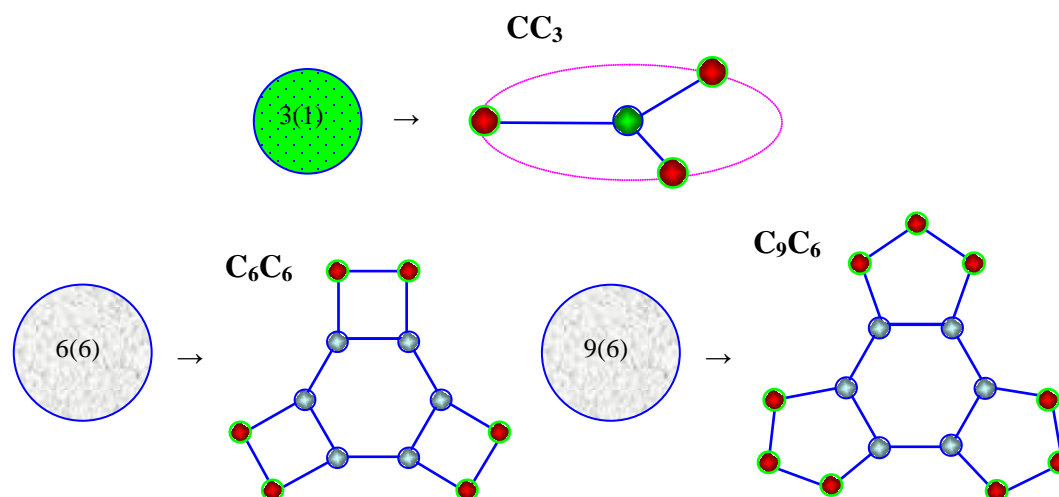 CC₃
3(1) →
C₆C₆
C₉C₆
6(6) →
9(6) →